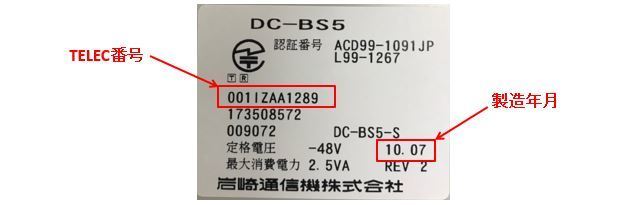 DC-BS5
認証番号 ACD99-1091JP
L99-1267
T R
TELEC番号
001IZAA1289
173508572
製造年月
009072 DC-BS5-S
定格電圧 -48V 10.07
最大消費電力 2.5VA REV 2
岩崎通信機株式会社